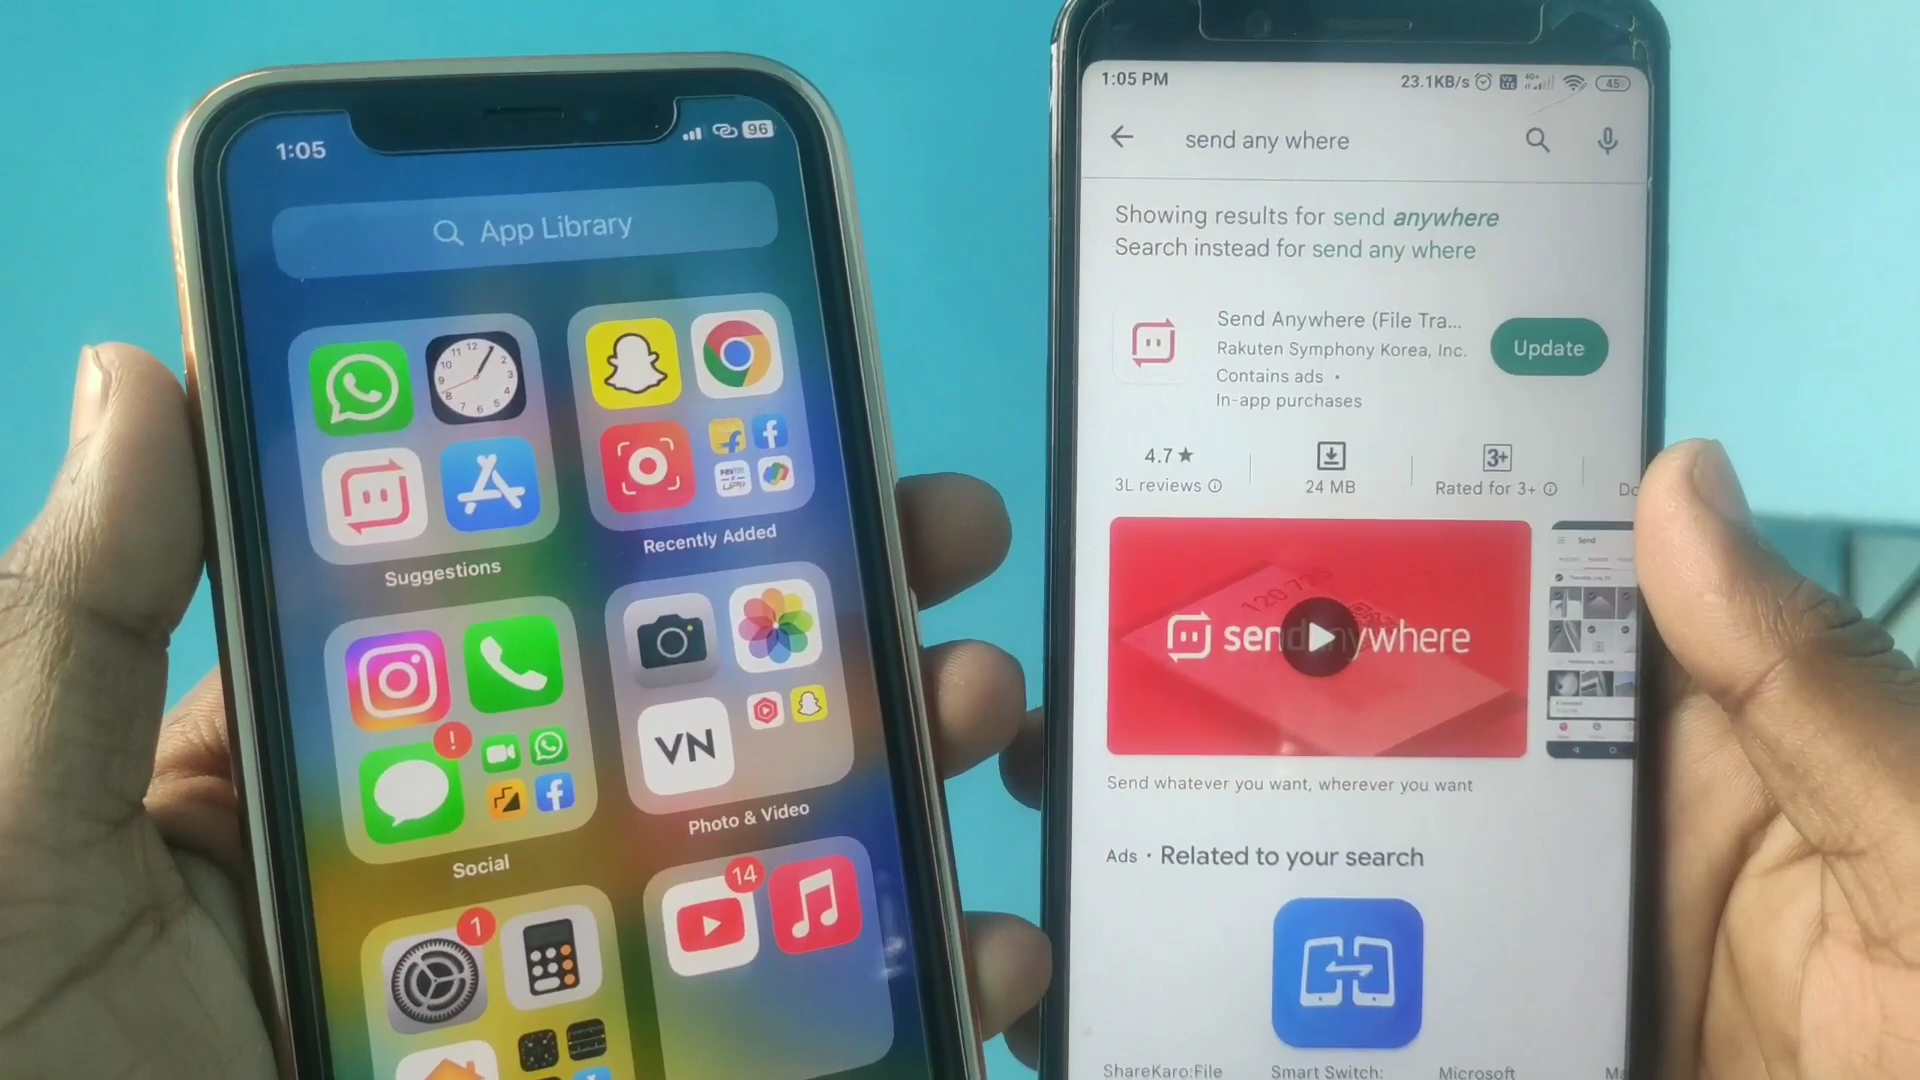 1:05
96
App Library
Suggestions
Recently Added
VN
!
Social
Photo & Video
1
14
1:05 PM
23.1KB/s
4G+
45
send any where
Showing results for send anywhere
Search instead for send any where
Send Anywhere (File Tra...
Rakuten Symphony Korea, Inc.
Contains ads •
In-app purchases
Update
4.7★
3L reviews
24 MB
3+
Rated for 3+
Do
Send
120 725
Send whatever you want, wherever you want
Ads • Related to your search
ShareKaro:File
Smart Switch:
Microsoft